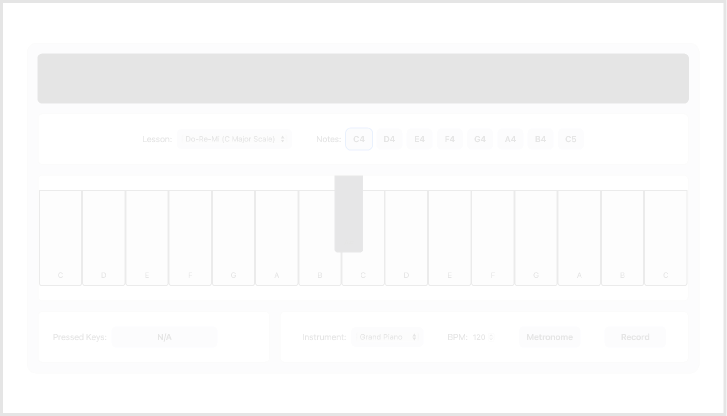 Lesson: Do-Re-Mi (C Major Scale) Notes: C4 D4 E4 F4 G4 A4 B4 C5
C D E F G A B C D E F G A B C
Pressed Keys: N/A Instrument: Grand Piano BPM: 120 Metronome Record